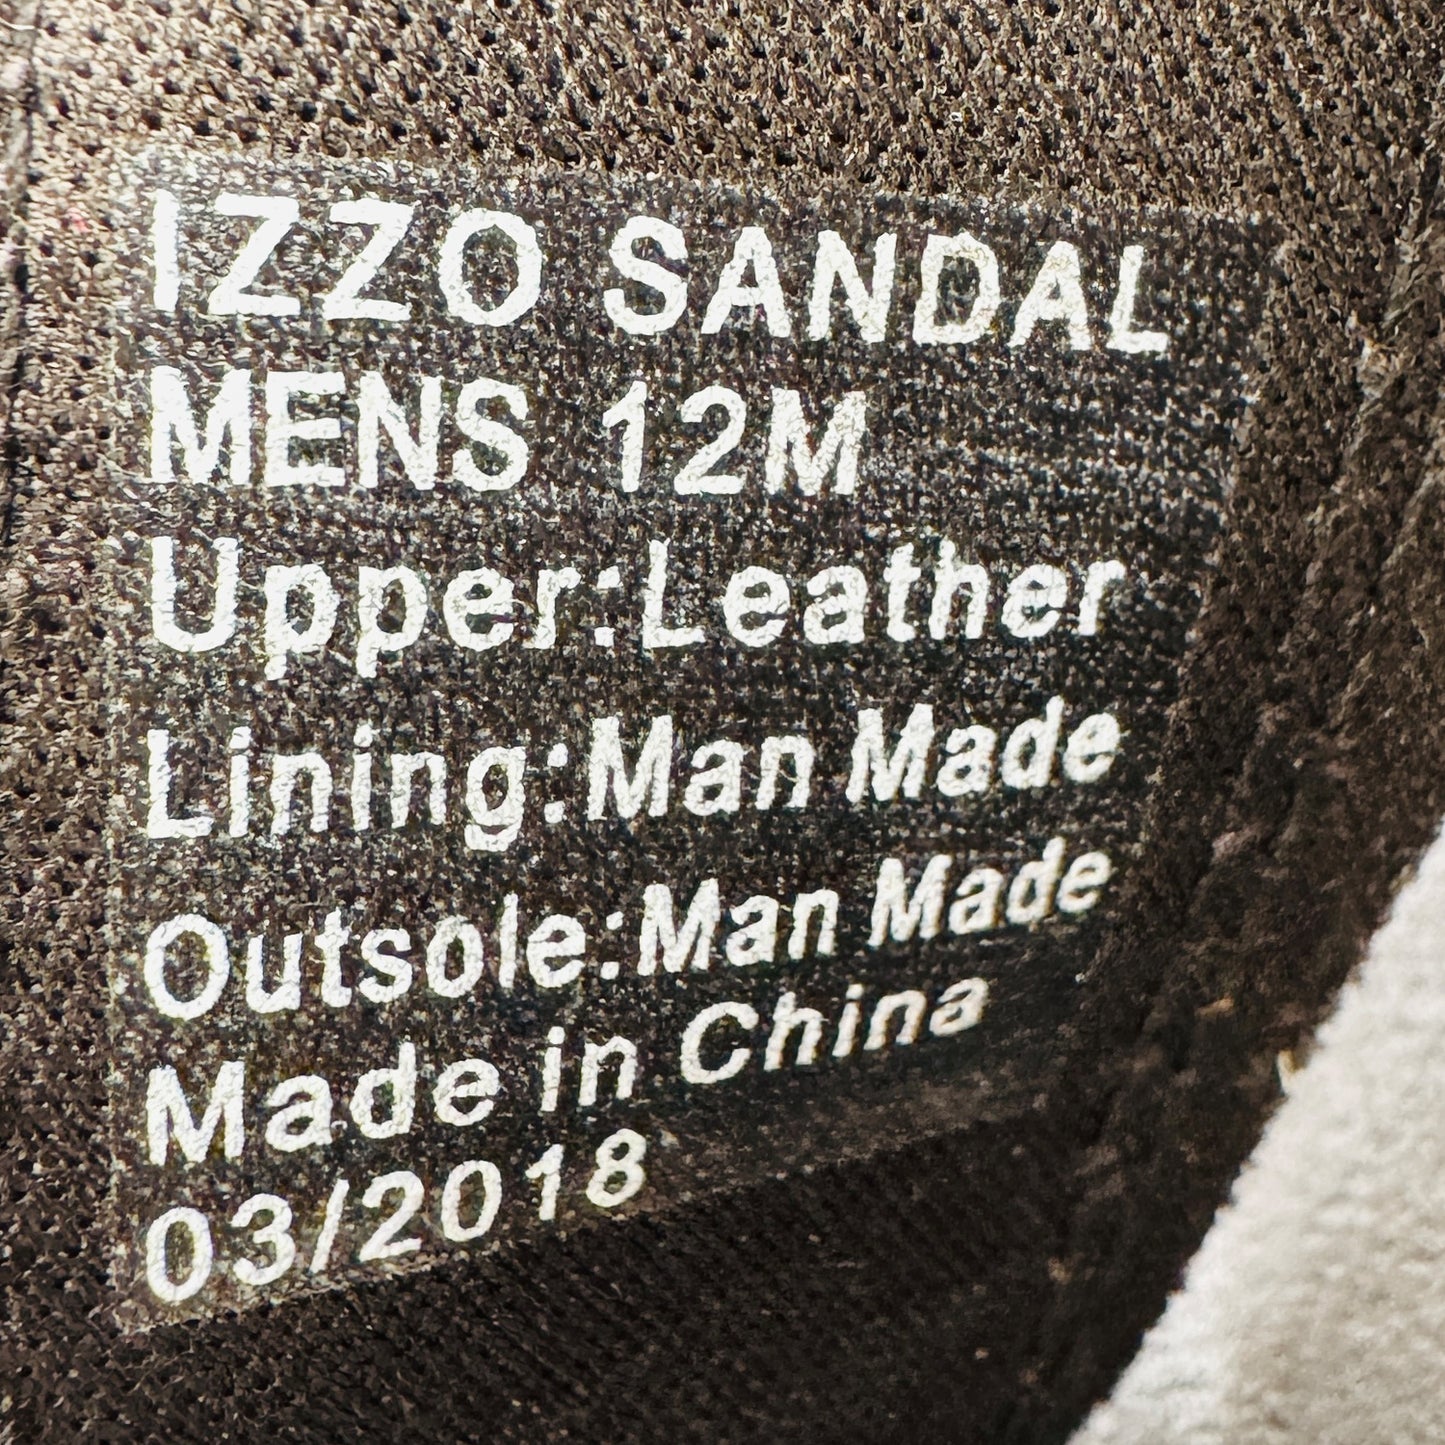 IZZO SANDAL
MENS 12M
Upper:Leather
Lining:Man Made
Outsole:Man Made
Made in China
03/2018